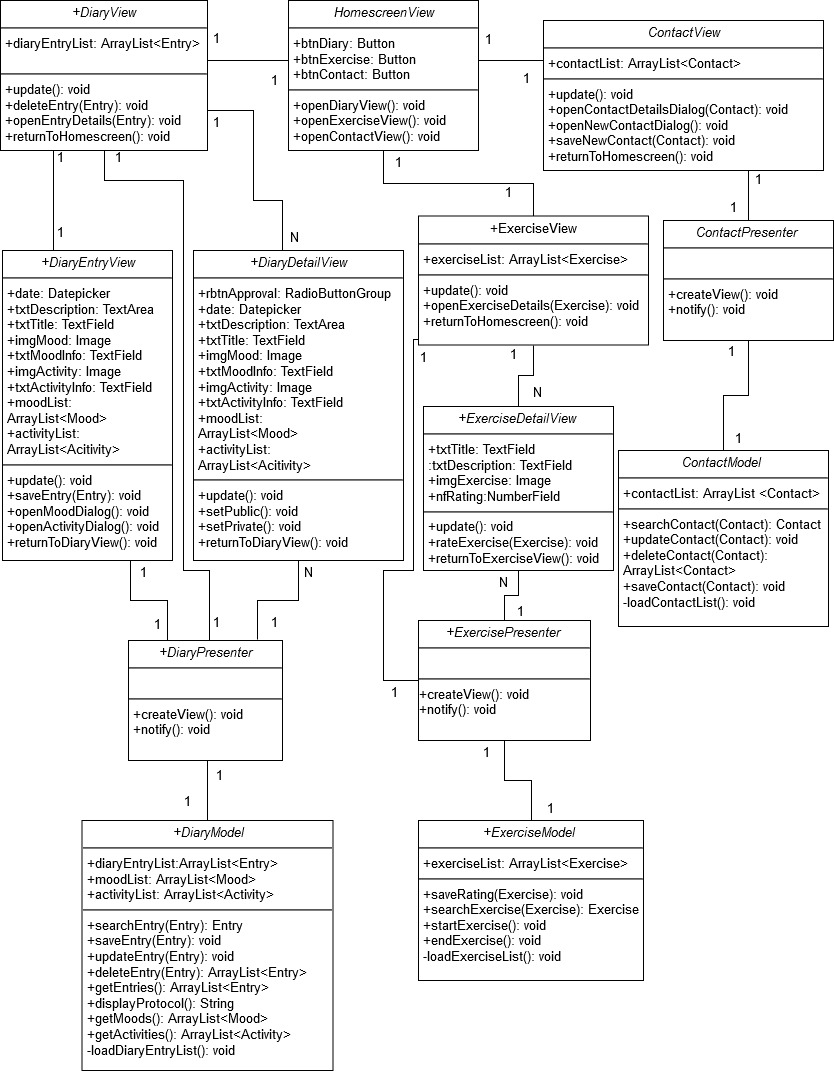 +DiaryView
+diaryEntryList: ArrayList<Entry>
+update(): void
+deleteEntry(Entry): void
+openEntryDetails(Entry): void
+returnToHomescreen(): void
1
1
HomescreenView
+btnDiary: Button
+btnExercise: Button
+btnContact: Button
+openDiaryView(): void
+openExerciseView(): void
+openContactView(): void
1
1
ContactView
+contactList: ArrayList<Contact>
+update(): void
+openContactDetailsDialog(Contact): void
+openNewContactDialog(): void
+saveNewContact(Contact): void
+returnToHomescreen(): void
1
1
1
N
1
1
1
1
1
+DiaryEntryView
+date: Datepicker
+txtDescription: TextArea
+txtTitle: TextField
+imgMood: Image
+txtMoodInfo: TextField
+imgActivity: Image
+txtActivityInfo: TextField
+moodList:
ArrayList<Mood>
+activityList:
ArrayList<Acitivity>
+update(): void
+saveEntry(Entry): void
+openMoodDialog(): void
+openActivityDialog(): void
+returnToDiaryView(): void
+DiaryDetailView
+rbtnApproval: RadioButtonGroup
+date: Datepicker
+txtDescription: TextArea
+txtTitle: TextField
+imgMood: Image
+txtMoodInfo: TextField
+imgActivity: Image
+txtActivityInfo: TextField
+moodList:
ArrayList<Mood>
+activityList:
ArrayList<Acitivity>
+update(): void
+setPublic(): void
+setPrivate(): void
+returnToDiaryView(): void
+ExerciseView
+exerciseList: ArrayList<Exercise>
+update(): void
+openExerciseDetails(Exercise): void
+returnToHomescreen(): void
ContactPresenter
+createView(): void
+notify(): void
1
1
N
1
1
+ExerciseDetailView
+txtTitle: TextField
:txtDescription: TextField
+imgExercise: Image
+nfRating:NumberField
+update(): void
+rateExercise(Exercise): void
+returnToExerciseView(): void
ContactModel
+contactList: ArrayList <Contact>
+searchContact(Contact): Contact
+updateContact(Contact): void
+deleteContact(Contact):
ArrayList<Contact>
+saveContact(Contact): void
-loadContactList(): void
1
N
N
1
1
1
1
1
+DiaryPresenter
+createView(): void
+notify(): void
+ExercisePresenter
+createView(): void
+notify(): void
1
1
1
1
+DiaryModel
+diaryEntryList:ArrayList<Entry>
+moodList: ArrayList<Mood>
+activityList: ArrayList<Activity>
+searchEntry(Entry): Entry
+saveEntry(Entry): void
+updateEntry(Entry): void
+deleteEntry(Entry): ArrayList<Entry>
+getEntries(): ArrayList<Entry>
+displayProtocol(): String
+getMoods(): ArrayList<Mood>
+getActivities(): ArrayList<Activity>
-loadDiaryEntryList(): void
+ExerciseModel
+exerciseList: ArrayList<Exercise>
+saveRating(Exercise): void
+searchExercise(Exercise): Exercise
+startExercise(): void
+endExercise(): void
-loadExerciseList(): void